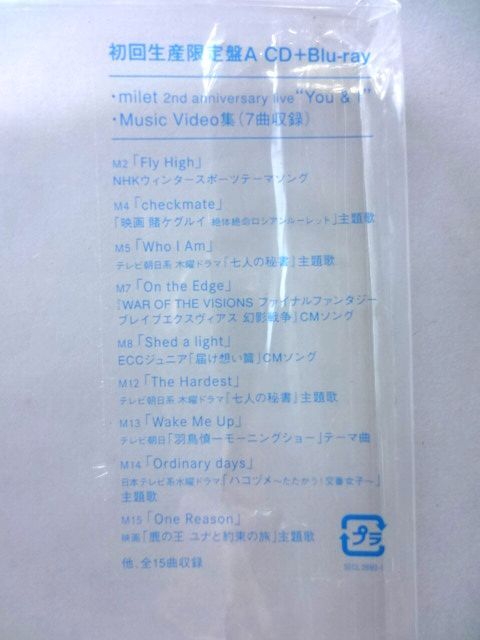 初回生産限定盤A CD+Blu-ray
・milet 2nd anniversary live "You & I"
・Music Video集(7曲収録)
M2「Fly High」
NHKウィンタースポーツテーマソング
M4「checkmate」
「映画 賭ケグルイ 絶体絶命ロシアンルーレット」主題歌
M5「Who I Am」
テレビ朝日系 木曜ドラマ「七人の秘書」主題歌
M7「On the Edge」
『WAR OF THE VISIONS ファイナルファンタジー
ブレイブエクスヴィアス 幻影戦争』CMソング
M8「Shed a light」
ECCジュニア「届け想い篇」CMソング
M12「The Hardest」
テレビ朝日系 木曜ドラマ「七人の秘書」主題歌
M13「Wake Me Up」
テレビ朝日「羽鳥慎一モーニングショー」テーマ曲
M14「Ordinary days」
日本テレビ系水曜ドラマ「ハコヅメ〜たたかう!交番女子〜」
主題歌
M15「One Reason」
映画「鹿の王 ユナと約束の旅」主題歌
プラ
他、全15曲収録